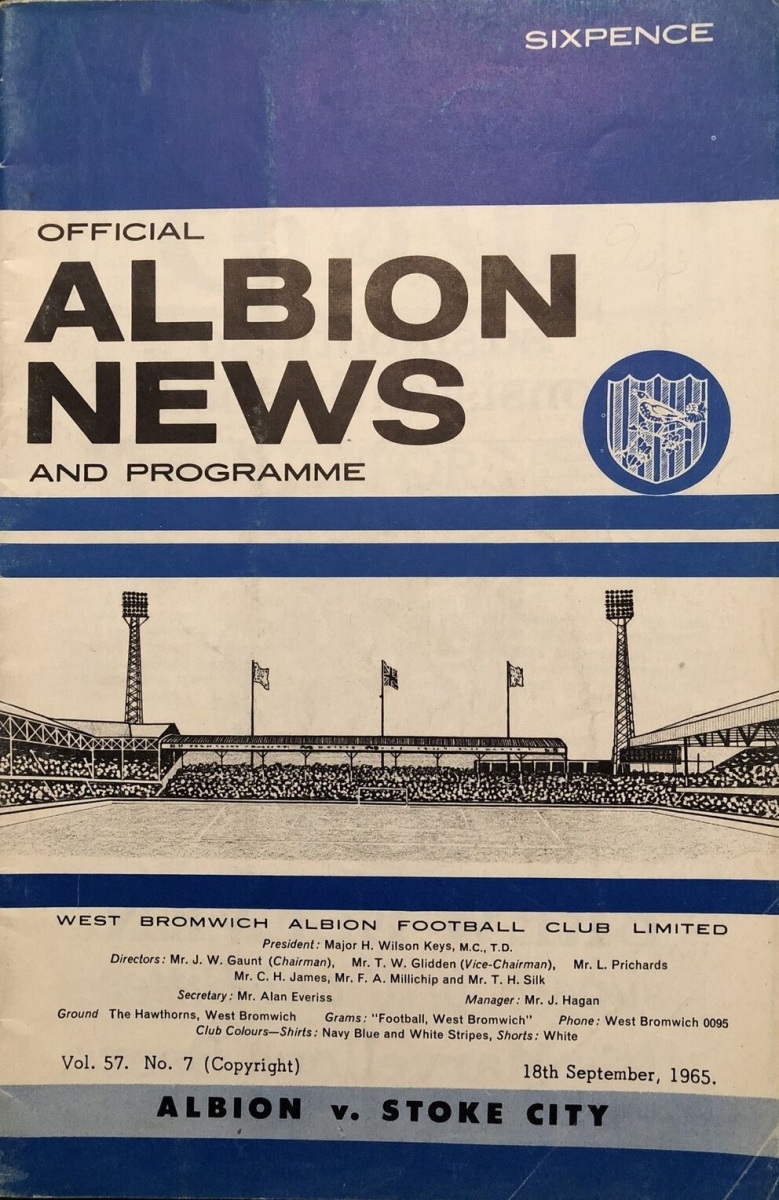 SIXPENCE
OFFICIAL
ALBION
NEWS
AND PROGRAMME
WEST BROMWICH ALBION FOOTBALL CLUB LIMITED
President: Major H. Wilson Keys, M.C., T.D.
Directors: Mr. J. W. Gaunt (Chairman), Mr. T. W. Glidden (Vice-Chairman), Mr. L. Prichards
Mr. C. H. James, Mr. F. A. Millichip and Mr. T. H. Silk
Secretary: Mr. Alan Everiss Manager: Mr. J. Hagan
Ground The Hawthorns, West Bromwich Grams: "Football, West Bromwich" Phone: West Bromwich 0095
Club Colours—Shirts: Navy Blue and White Stripes, Shorts: White
Vol. 57. No. 7 (Copyright) 18th September, 1965.
ALBION v. STOKE CITY